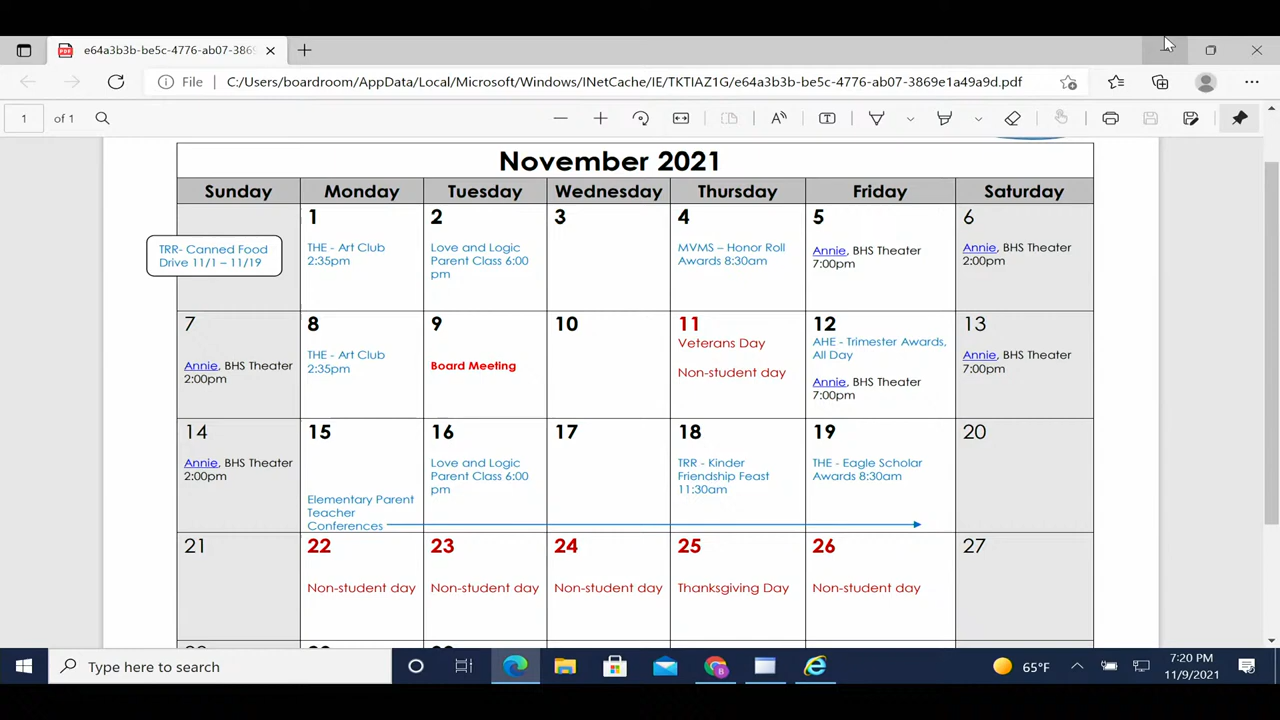 e64a3b3b-be5c-4776-ab07-3869
File C:/Users/boardroom/AppData/Local/Microsoft/Windows/INetCache/IE/TKTIAZ1G/e64a3b3b-be5c-4776-ab07-3869e1a49a9d.pdf
1 of 1
November 2021
Sunday Monday Tuesday Wednesday Thursday Friday Saturday
TRR- Canned Food
Drive 11/1 – 11/19
1
THE - Art Club
2:35pm
2
Love and Logic
Parent Class 6:00
pm
3
4
MVMS – Honor Roll
Awards 8:30am
5
Annie, BHS Theater
7:00pm
6
Annie, BHS Theater
2:00pm
7
Annie, BHS Theater
2:00pm
8
THE - Art Club
2:35pm
9
Board Meeting
10
11
Veterans Day
Non-student day
12
AHE - Trimester Awards,
All Day
Annie, BHS Theater
7:00pm
13
Annie, BHS Theater
7:00pm
14
Annie, BHS Theater
2:00pm
15
Elementary Parent
Teacher
Conferences
16
Love and Logic
Parent Class 6:00
pm
17
18
TRR - Kinder
Friendship Feast
11:30am
19
THE - Eagle Scholar
Awards 8:30am
20
21
22
Non-student day
23
Non-student day
24
Non-student day
25
Thanksgiving Day
26
Non-student day
27
Type here to search
65°F
7:20 PM
11/9/2021